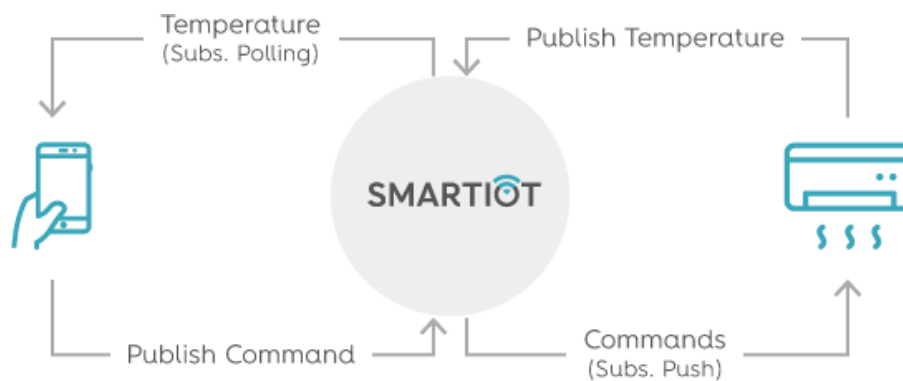 Temperature
(Subs. Polling)
Publish Temperature
SMARTIOT
Publish Command
Commands
(Subs. Push)